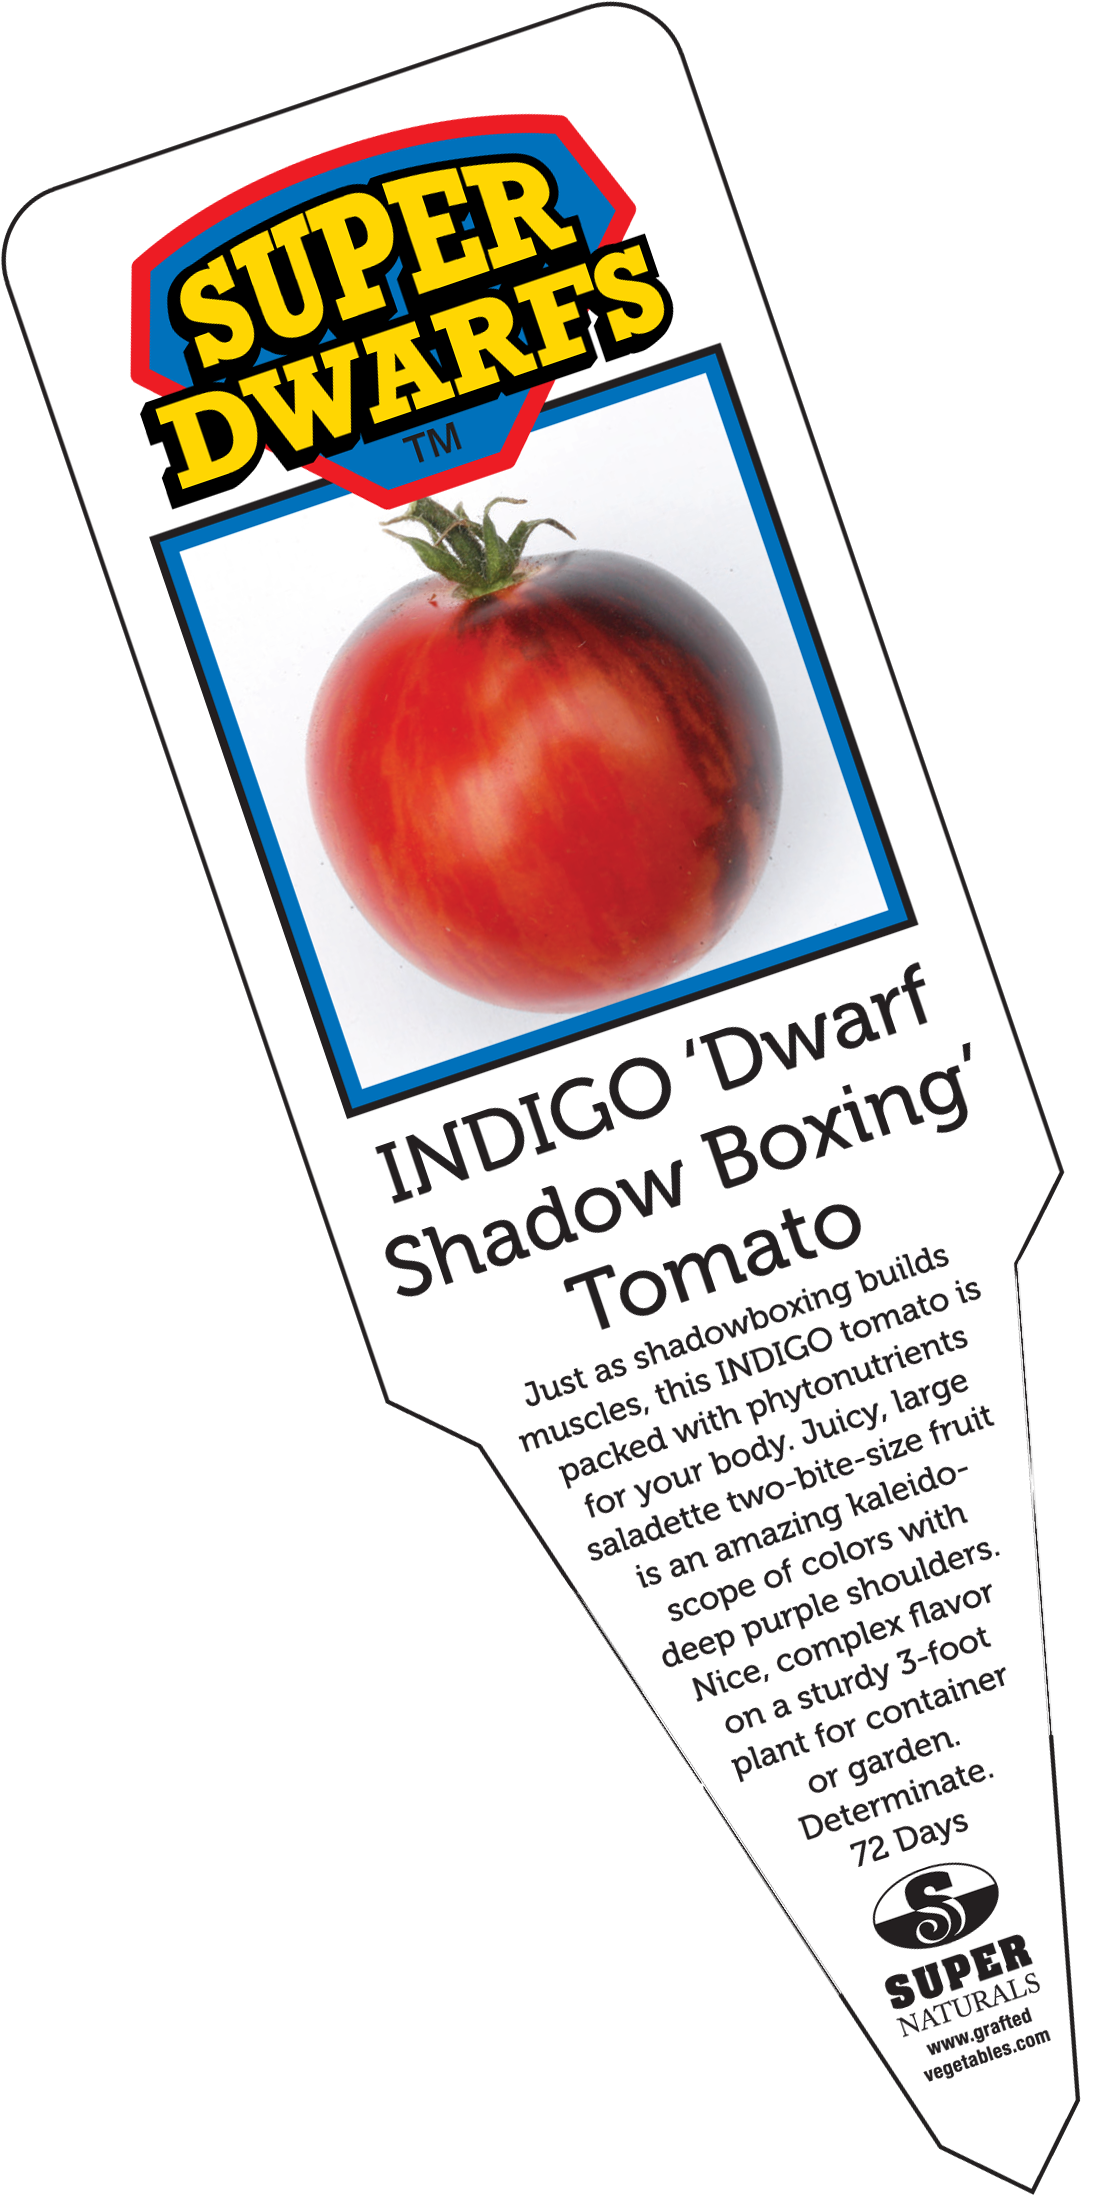 SUPER
DWARFS
TM
INDIGO ‘Dwarf
Shadow Boxing’
Tomato
Just as shadowboxing builds
muscles, this INDIGO tomato is
packed with phytonutrients
for your body. Juicy, large
saladette two-bite-size fruit
is an amazing kaleido-
scope of colors with
deep purple shoulders.
Nice, complex flavor
on a sturdy 3-foot
plant for container
or garden.
Determinate.
72 Days
S
SUPER
NATURALS
www.grafted
vegetables.com